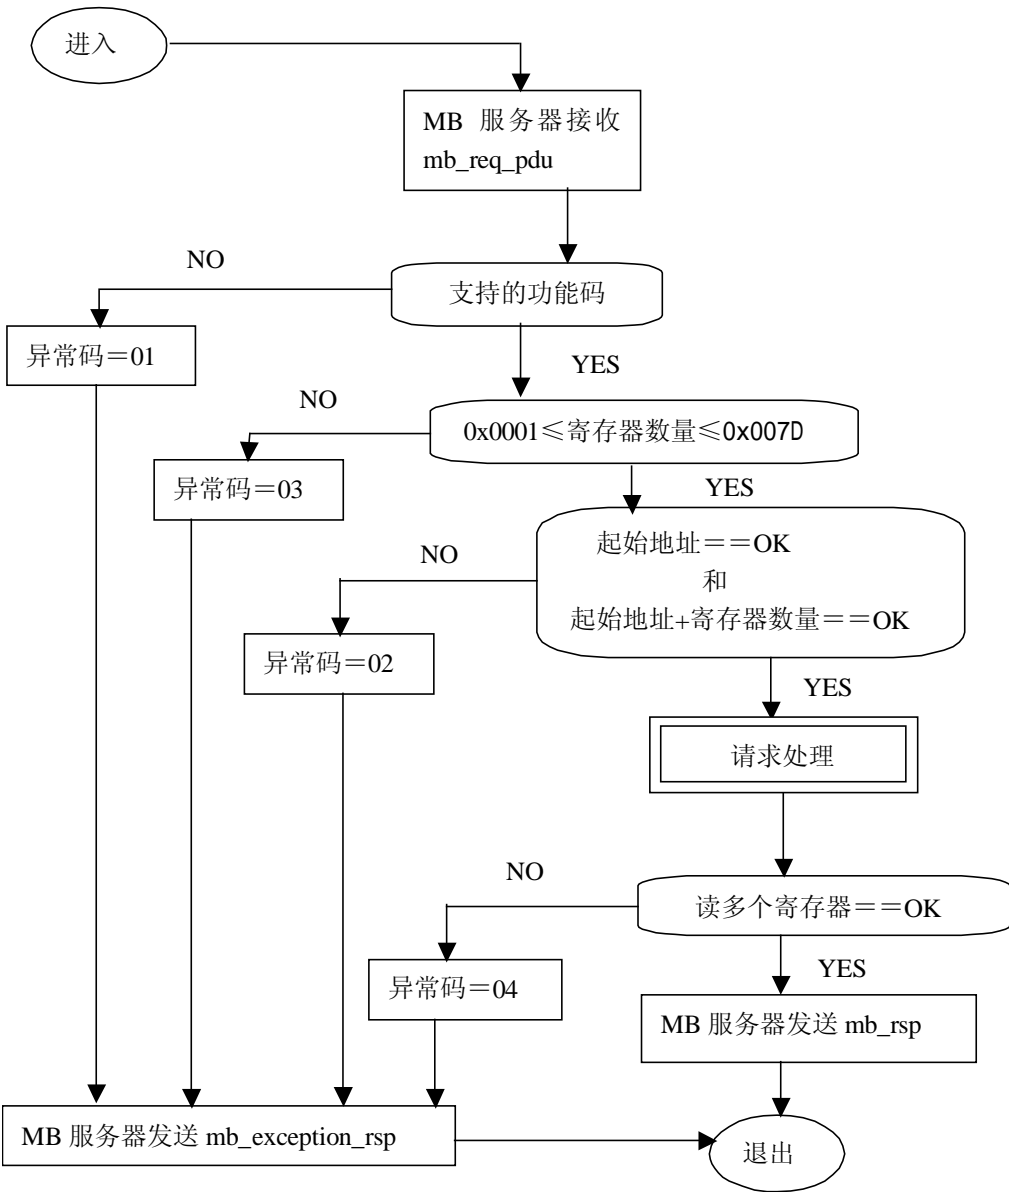 进入
MB 服务器接收
mb_req_pdu
NO
支持的功能码
异常码＝01
YES
NO
0x0001≤寄存器数量≤0x007D
异常码＝03
YES
起始地址＝＝OK
NO
和
起始地址+寄存器数量＝＝OK
异常码＝02
YES
请求处理
NO
读多个寄存器＝＝OK
YES
异常码＝04
MB 服务器发送 mb_rsp
MB 服务器发送 mb_exception_rsp
退出